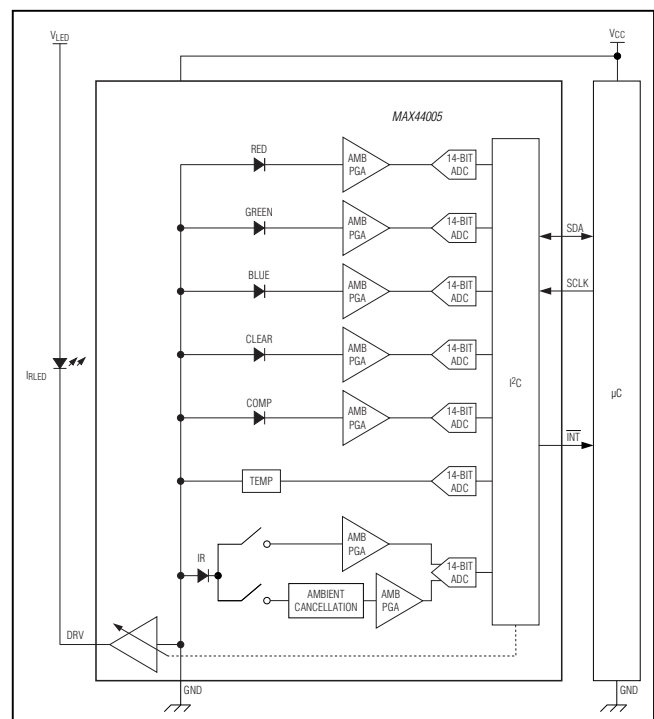 VLED
VCC
MAX44005
RED
AMB
PGA
14-BIT
ADC
GREEN
AMB
PGA
14-BIT
ADC
SDA
BLUE
AMB
PGA
14-BIT
ADC
SCLK
CLEAR
AMB
PGA
14-BIT
ADC
IRLED
I²C
µC
COMP
AMB
PGA
14-BIT
ADC
INT
TEMP
14-BIT
ADC
IR
AMB
PGA
14-BIT
ADC
AMBIENT
CANCELLATION
AMB
PGA
DRV
GND
GND